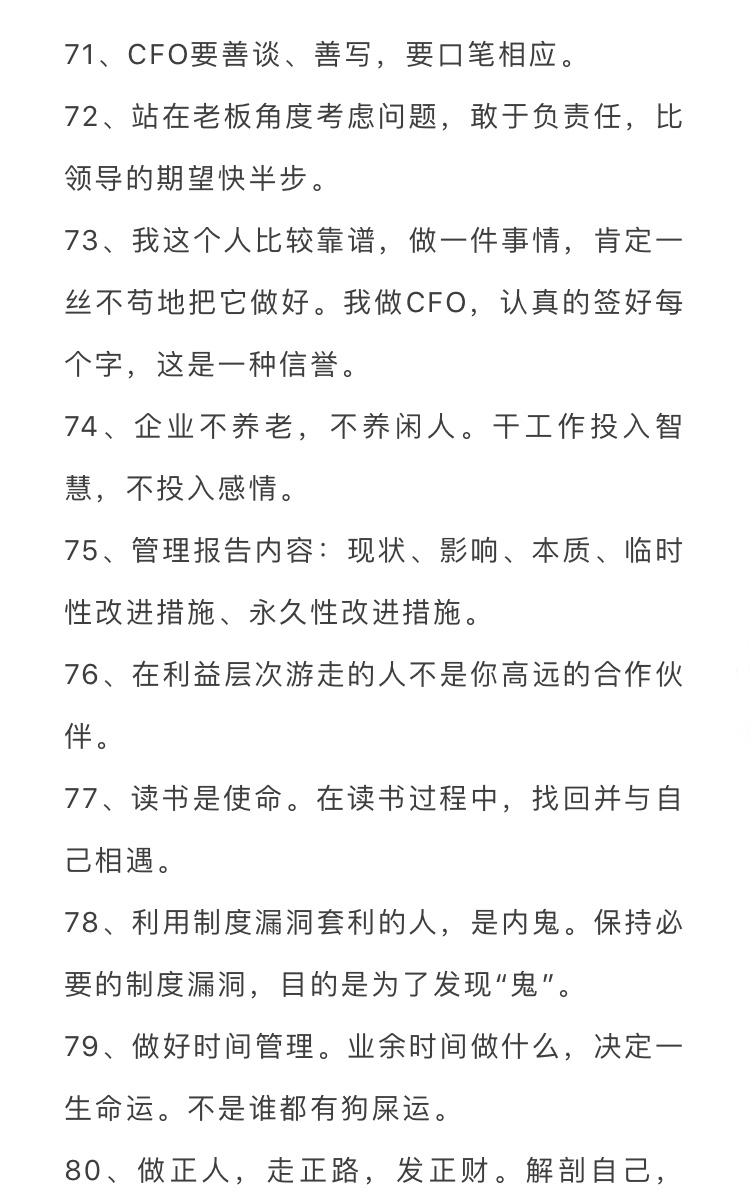 71、CFO要善谈、善写，要口笔相应。
72、站在老板角度考虑问题，敢于负责任，比
领导的期望快半步。
73、我这个人比较靠谱，做一件事情，肯定一
丝不苟地把它做好。我做CFO，认真的签好每
个字，这是一种信誉。
74、企业不养老，不养闲人。干工作投入智
慧，不投入感情。
75、管理报告内容：现状、影响、本质、临时
性改进措施、永久性改进措施。
76、在利益层次游走的人不是你高远的合作伙
伴。
77、读书是使命。在读书过程中，找回并与自
己相遇。
78、利用制度漏洞套利的人，是内鬼。保持必
要的制度漏洞，目的是为了发现“鬼”。
79、做好时间管理。业余时间做什么，决定一
生命运。不是谁都有狗屎运。
80、做正人，走正路，发正财。解剖自己，